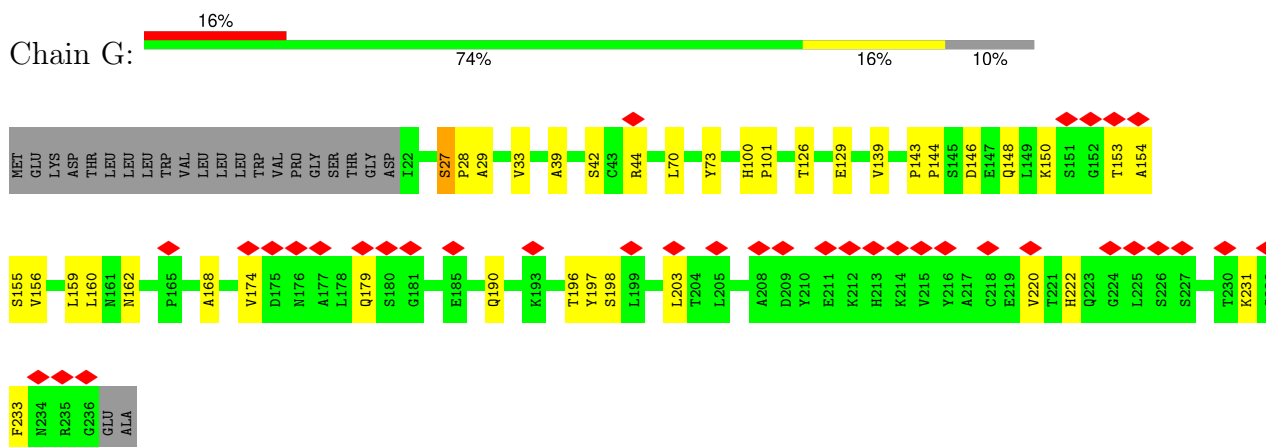 16%
Chain G:
74% 16% 10%
MET GLU LYS ASP THR LEU LEU LEU TRP VAL LEU LEU LEU TRP VAL PRO GLY SER THR GLY ASP I22 S27 P28 A29 V33 A39 S42 C43 R44 L70 Y73 H100 P101 T126 E129 V139 P143 P144 S145 D146 E147 Q148 L149 K150 S151 G152 T153 A154
S155 V156 L159 L160 N161 N162 P165 A168 V174 D175 N176 A177 L178 Q179 S180 G181 E185 Q190 K193 T196 Y197 S198 L199 L203 T204 L205 A208 D209 Y210 E211 K212 H213 K214 V215 Y216 A217 C218 E219 V220 T221 H222 Q223 G224 L225 S226 S227 T230 K231
F233 N234 R235 G236 GLU ALA